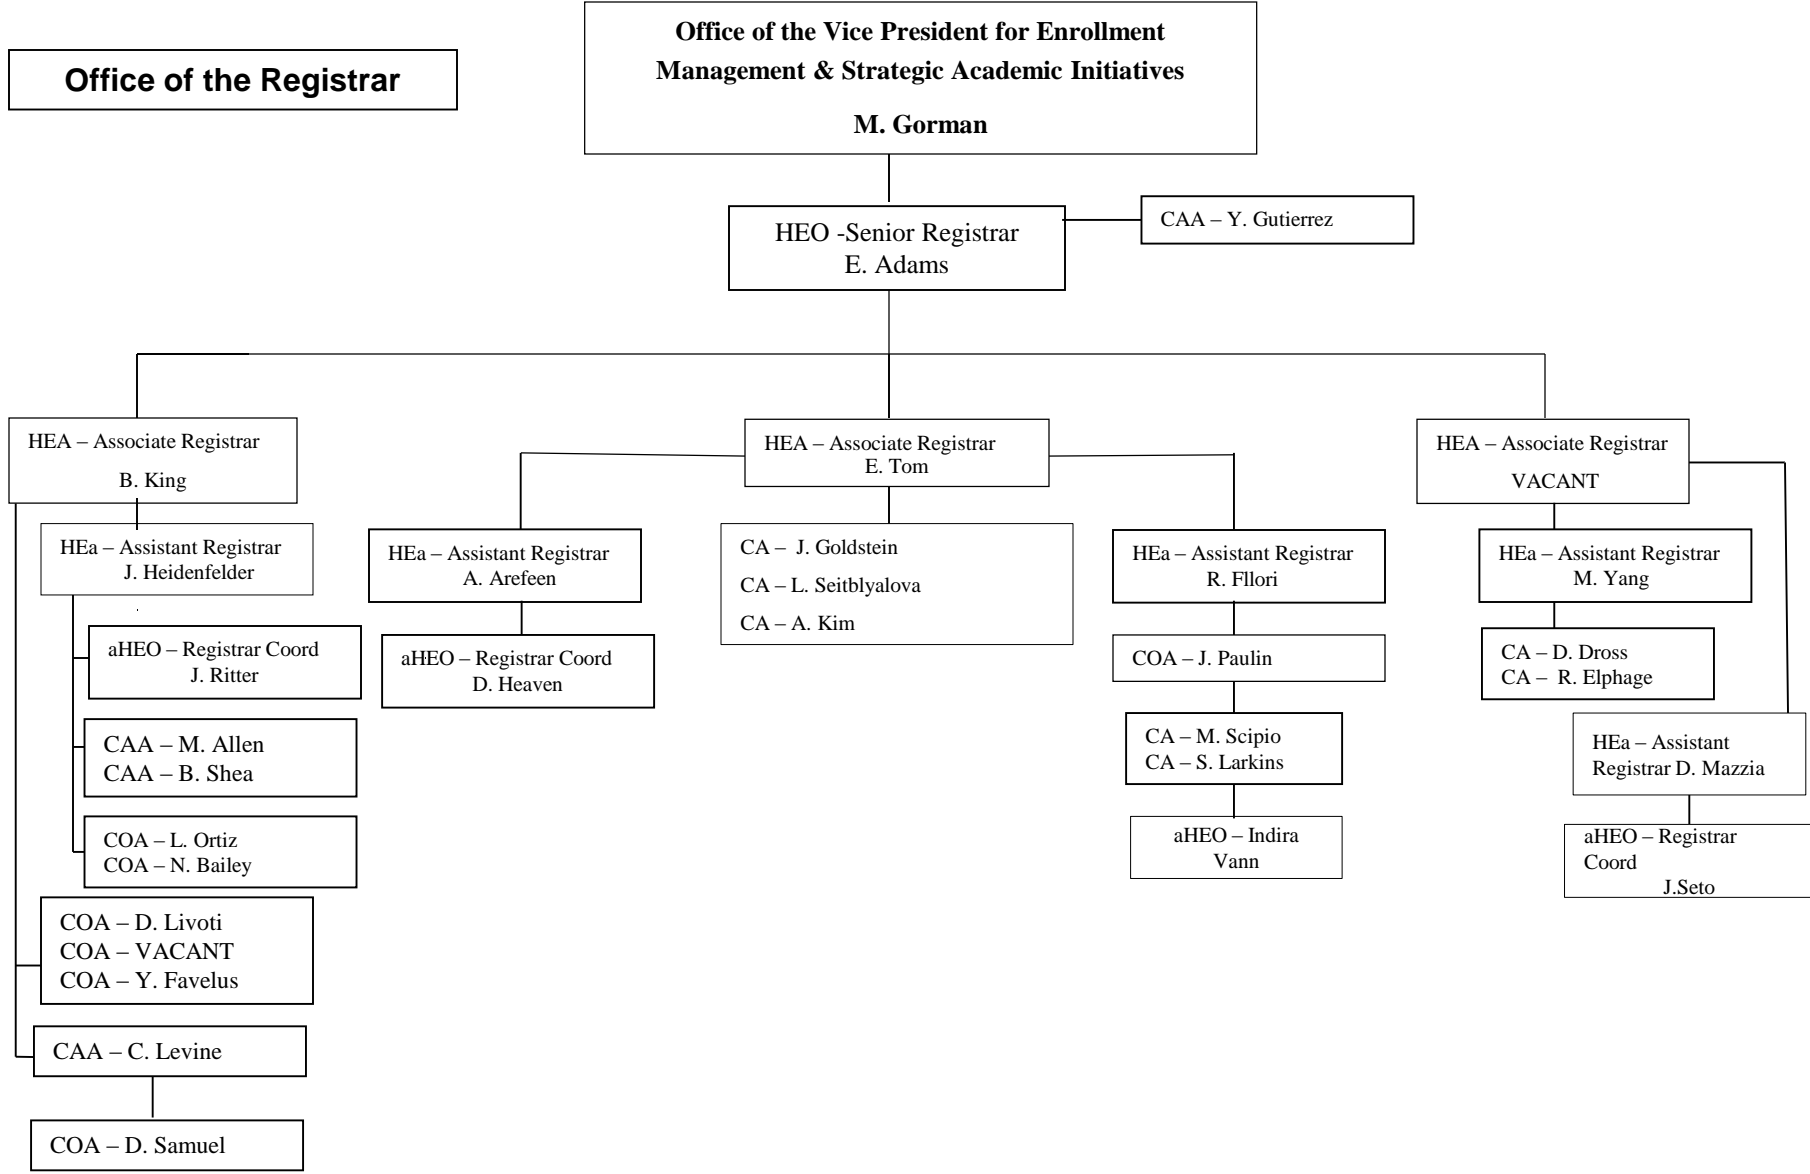 Office of the Registrar
Office of the Vice President for Enrollment
Management & Strategic Academic Initiatives
M. Gorman
HEO -Senior Registrar
E. Adams
CAA – Y. Gutierrez
HEA – Associate Registrar
B. King
HEa – Assistant Registrar
J. Heidenfelder
aHEO – Registrar Coord
J. Ritter
CAA – M. Allen
CAA – B. Shea
COA – L. Ortiz
COA – N. Bailey
COA – D. Livoti
COA – VACANT
COA – Y. Favelus
CAA – C. Levine
COA – D. Samuel
HEA – Associate Registrar
E. Tom
HEa – Assistant Registrar
A. Arefeen
aHEO – Registrar Coord
D. Heaven
CA – J. Goldstein
CA – L. Seitblyalova
CA – A. Kim
HEa – Assistant Registrar
R. Fllori
COA – J. Paulin
CA – M. Scipio
CA – S. Larkins
aHEO – Indira
Vann
HEA – Associate Registrar
VACANT
HEa – Assistant Registrar
M. Yang
CA – D. Dross
CA – R. Elphage
HEa – Assistant
Registrar D. Mazzia
aHEO – Registrar
Coord
J.Seto